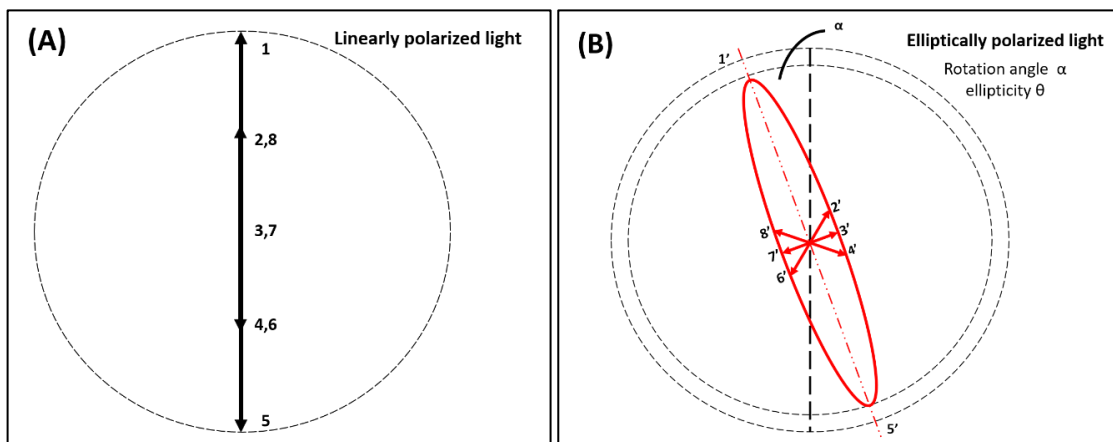 (A)
Linearly polarized light
1
2,8
3,7
4,6
5
(B)
α
Elliptically polarized light
Rotation angle α
ellipticity θ
1’
2’
8’
3’
7’
4’
6’
5’